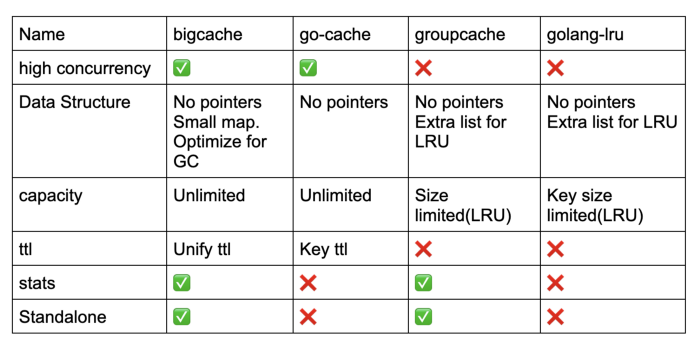 Name bigcache go-cache groupcache golang-lru
high concurrency ✅ ✅ ❌ ❌
Data Structure No pointers No pointers No pointers No pointers
Small map. Extra list for Extra list for LRU
Optimize for LRU
GC
capacity Unlimited Unlimited Size Key size
limited(LRU) limited(LRU)
ttl Unify ttl Key ttl ❌ ❌
stats ✅ ❌ ✅ ❌
Standalone ✅ ❌ ✅ ❌